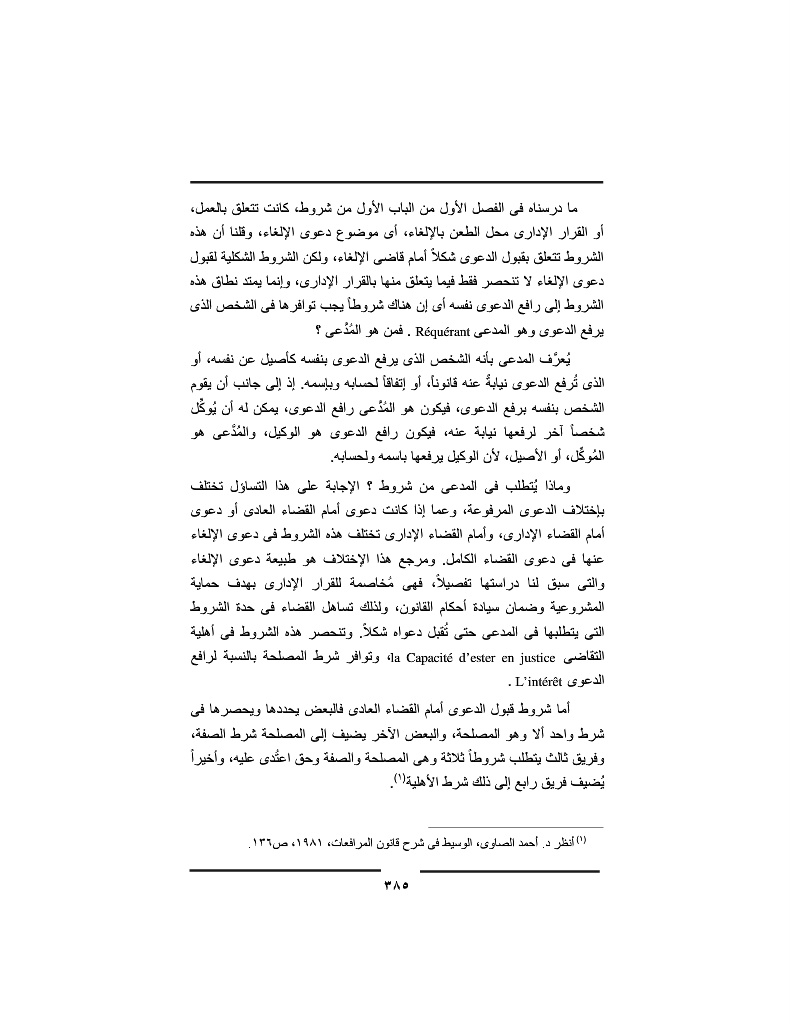 ما درسناه فى الفصل الأول من الباب الأول من شروط، كانت تتعلق بالعمل،
أو القرار الإدارى محل الطعن بالإلغاء، أى موضوع دعوى الإلغاء، وقلنا أن هذه
الشروط تتعلق بقبول الدعوى شكلاً أمام قاضى الإلغاء، ولكن الشروط الشكلية لقبول
دعوى الإلغاء لا تنحصر فقط فيما يتعلق منها بالقرار الإدارى، وإنما يمتد نطاق هذه
الشروط إلى رافع الدعوى نفسه أى إن هناك شروطاً يجب توافرها فى الشخص الذى
يرفع الدعوى وهو المدعى Réquérant . فمن هو المُدَّعى ؟
يُعرَّف المدعى بأنه الشخص الذى يرفع الدعوى بنفسه كأصيل عن نفسه، أو
الذى تُرفع الدعوى نيابةً عنه قانوناً، أو إتفاقاً لحسابه وبإسمه. إذ إلى جانب أن يقوم
الشخص بنفسه برفع الدعوى، فيكون هو المُدَّعى رافع الدعوى، يمكن له أن يُوكِّل
شخصاً آخر لرفعها نيابة عنه، فيكون رافع الدعوى هو الوكيل، والمُدَّعى هو
المُوكِّل، أو الأصيل، لأن الوكيل يرفعها باسمه ولحسابه.
وماذا يُتطلب فى المدعى من شروط ؟ الإجابة على هذا التساؤل تختلف
بإختلاف الدعوى المرفوعة، وعما إذا كانت دعوى أمام القضاء العادى أو دعوى
أمام القضاء الإدارى، وأمام القضاء الإدارى تختلف هذه الشروط فى دعوى الإلغاء
عنها فى دعوى القضاء الكامل. ومرجع هذا الإختلاف هو طبيعة دعوى الإلغاء
والتى سبق لنا دراستها تفصيلاً، فهى مُخاصمة للقرار الإدارى بهدف حماية
المشروعية وضمان سيادة أحكام القانون، ولذلك تساهل القضاء فى حدة الشروط
التى يتطلبها فى المدعى حتى تُقبل دعواه شكلاً. وتنحصر هذه الشروط فى أهلية
التقاضى la Capacité d'ester en justice، وتوافر شرط المصلحة بالنسبة لرافع
الدعوى L'intérêt .
أما شروط قبول الدعوى أمام القضاء العادى فالبعض يحددها ويحصرها فى
شرط واحد ألا وهو المصلحة، والبعض الآخر يضيف إلى المصلحة شرط الصفة،
وفريق ثالث يتطلب شروطاً ثلاثة وهى المصلحة والصفة وحق اعتُدى عليه، وأخيراً
يُضيف فريق رابع إلى ذلك شرط الأهلية(١).
(١) أنظر د. أحمد الصاوى، الوسيط فى شرح قانون المرافعات، ١٩٨١، ص١٣٦.
٣٨٥